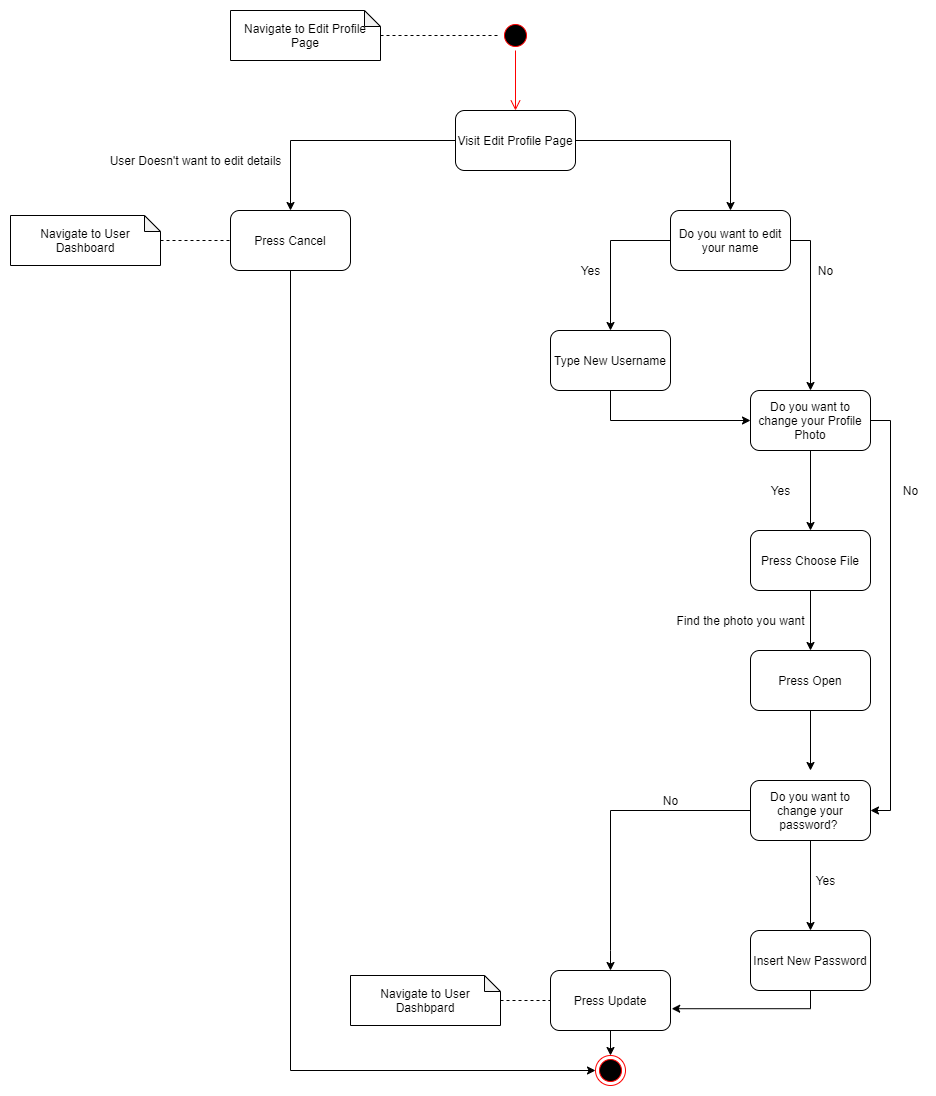 Navigate to Edit Profile
Page
Visit Edit Profile Page
User Doesn't want to edit details
Navigate to User
Dashboard
Press Cancel
Do you want to edit
your name
Yes
No
Type New Username
Do you want to
change your Profile
Photo
Yes
No
Press Choose File
Find the photo you want
Press Open
Do you want to
change your
password?
No
Yes
Insert New Password
Navigate to User
Dashbpard
Press Update